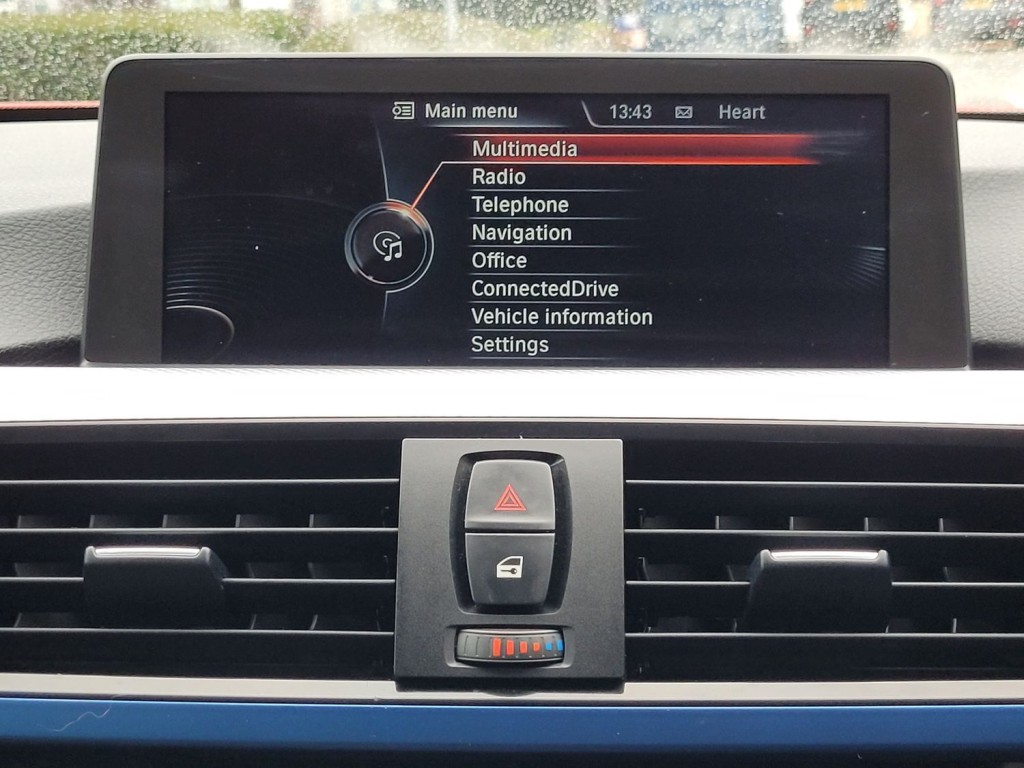 Main menu 13:43 Heart
Multimedia
Radio
Telephone
Navigation
Office
ConnectedDrive
Vehicle information
Settings